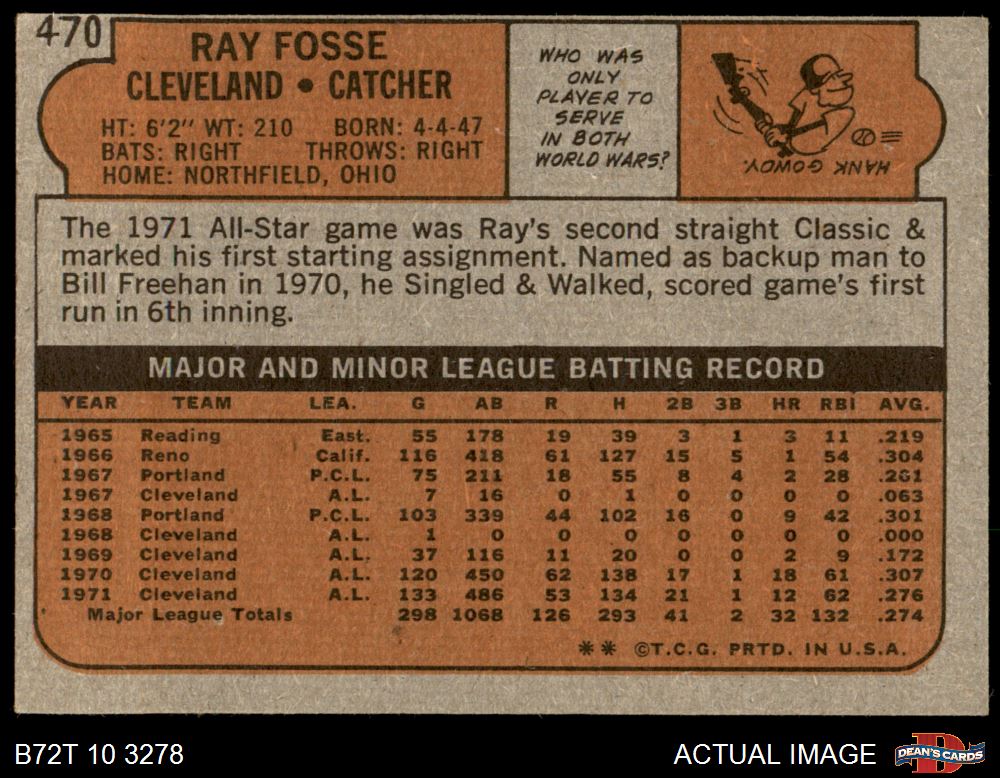 470
RAY FOSSE
CLEVELAND • CATCHER
HT: 6'2" WT: 210 BORN: 4-4-47
BATS: RIGHT THROWS: RIGHT
HOME: NORTHFIELD, OHIO
WHO WAS
ONLY
PLAYER TO
SERVE
IN BOTH
WORLD WARS?
HANK GOWDY.
The 1971 All-Star game was Ray's second straight Classic &
marked his first starting assignment. Named as backup man to
Bill Freehan in 1970, he Singled & Walked, scored game's first
run in 6th inning.
MAJOR AND MINOR LEAGUE BATTING RECORD
YEAR TEAM LEA. G AB R H 2B 3B HR RBI AVG.
1965 Reading East. 55 178 19 39 3 1 3 11 .219
1966 Reno Calif. 116 418 61 127 15 5 1 54 .304
1967 Portland P.C.L. 75 211 18 55 8 4 2 28 .261
1967 Cleveland A.L. 7 16 0 1 0 0 0 0 .063
1968 Portland P.C.L. 103 339 44 102 16 0 9 42 .301
1968 Cleveland A.L. 1 0 0 0 0 0 0 0 .000
1969 Cleveland A.L. 37 116 11 20 0 0 2 9 .172
1970 Cleveland A.L. 120 450 62 138 17 1 18 61 .307
1971 Cleveland A.L. 133 486 53 134 21 1 12 62 .276
Major League Totals 298 1068 126 293 41 2 32 132 .274
** ©T.C.G. PRTD. IN U.S.A.
B72T 10 3278
ACTUAL IMAGE
D
DEAN'S CARDS